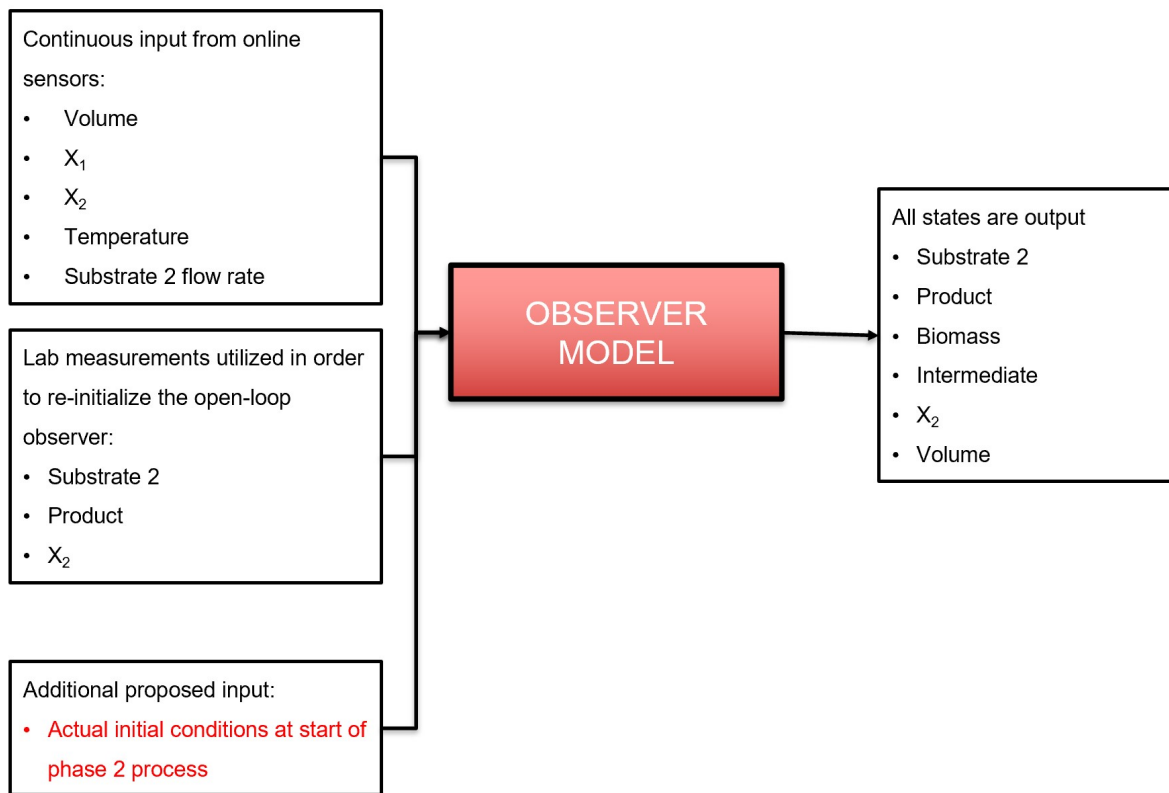 Continuous input from online
sensors:
• Volume
• X₁
• X₂
• Temperature
• Substrate 2 flow rate
Lab measurements utilized in order
to re-initialize the open-loop
observer:
• Substrate 2
• Product
• X₂
Additional proposed input:
• Actual initial conditions at start of
phase 2 process
OBSERVER
MODEL
All states are output
• Substrate 2
• Product
• Biomass
• Intermediate
• X₂
• Volume